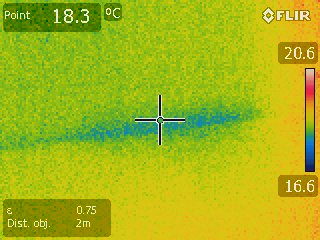 Point 18.3 °C
FLIR
20.6
16.6
ε 0.75
Dist. obj. 2m